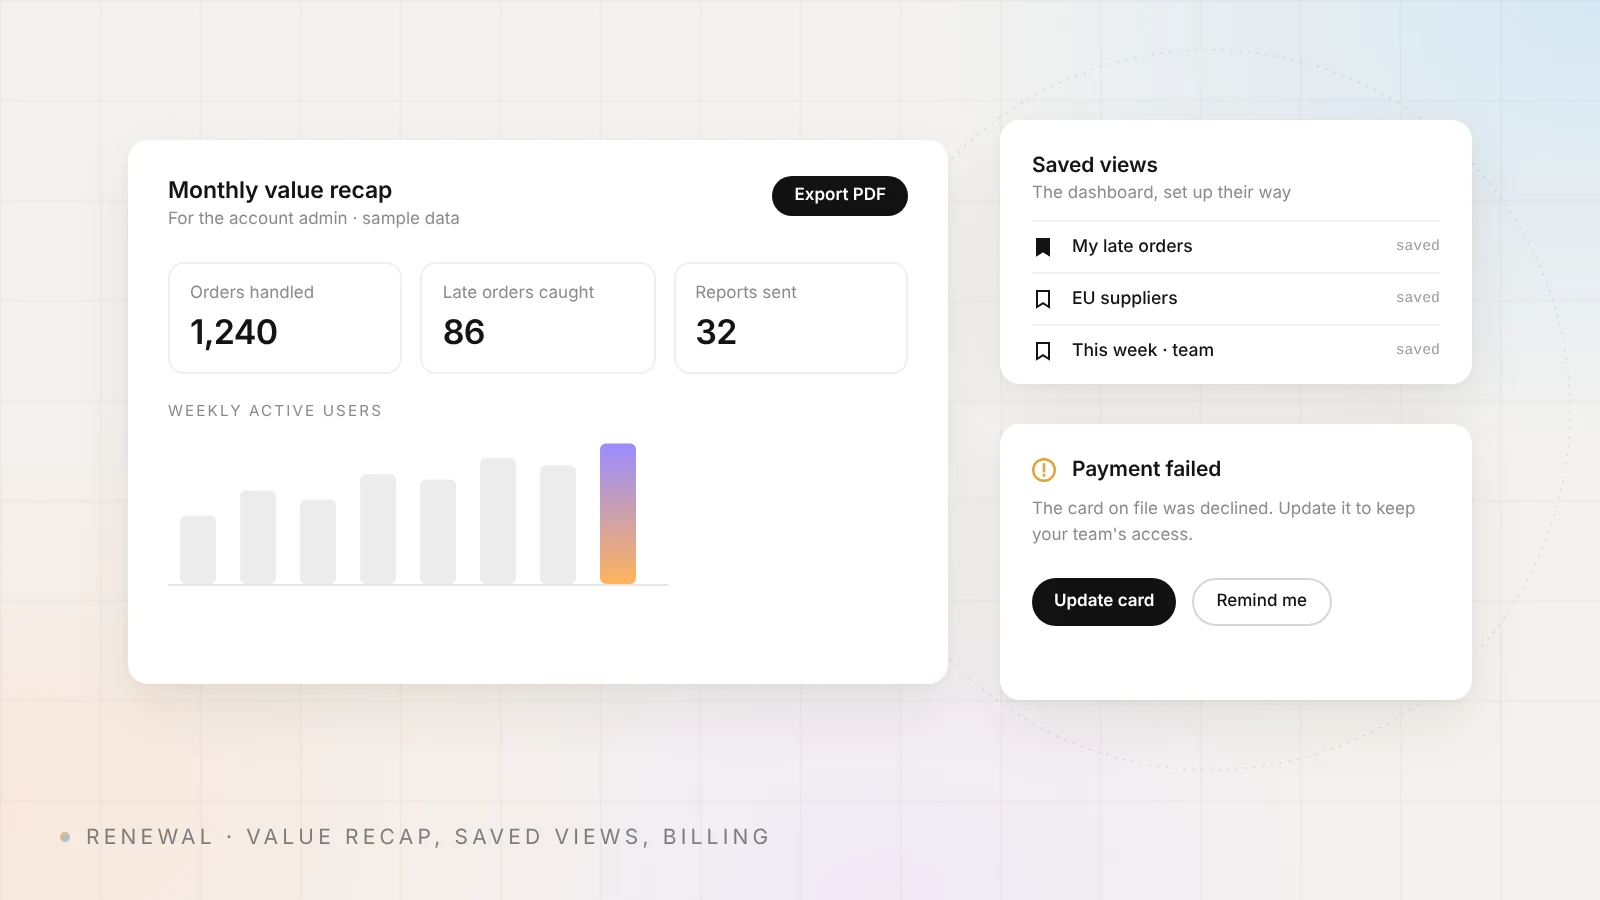 Monthly value recap
For the account admin · sample data
Export PDF
Orders handled
1,240
Late orders caught
86
Reports sent
32
WEEKLY ACTIVE USERS
Saved views
The dashboard, set up their way
My late orders
saved
EU suppliers
saved
This week · team
saved
Payment failed
The card on file was declined. Update it to keep
your team's access.
Update card
Remind me
RENEWAL · VALUE RECAP, SAVED VIEWS, BILLING